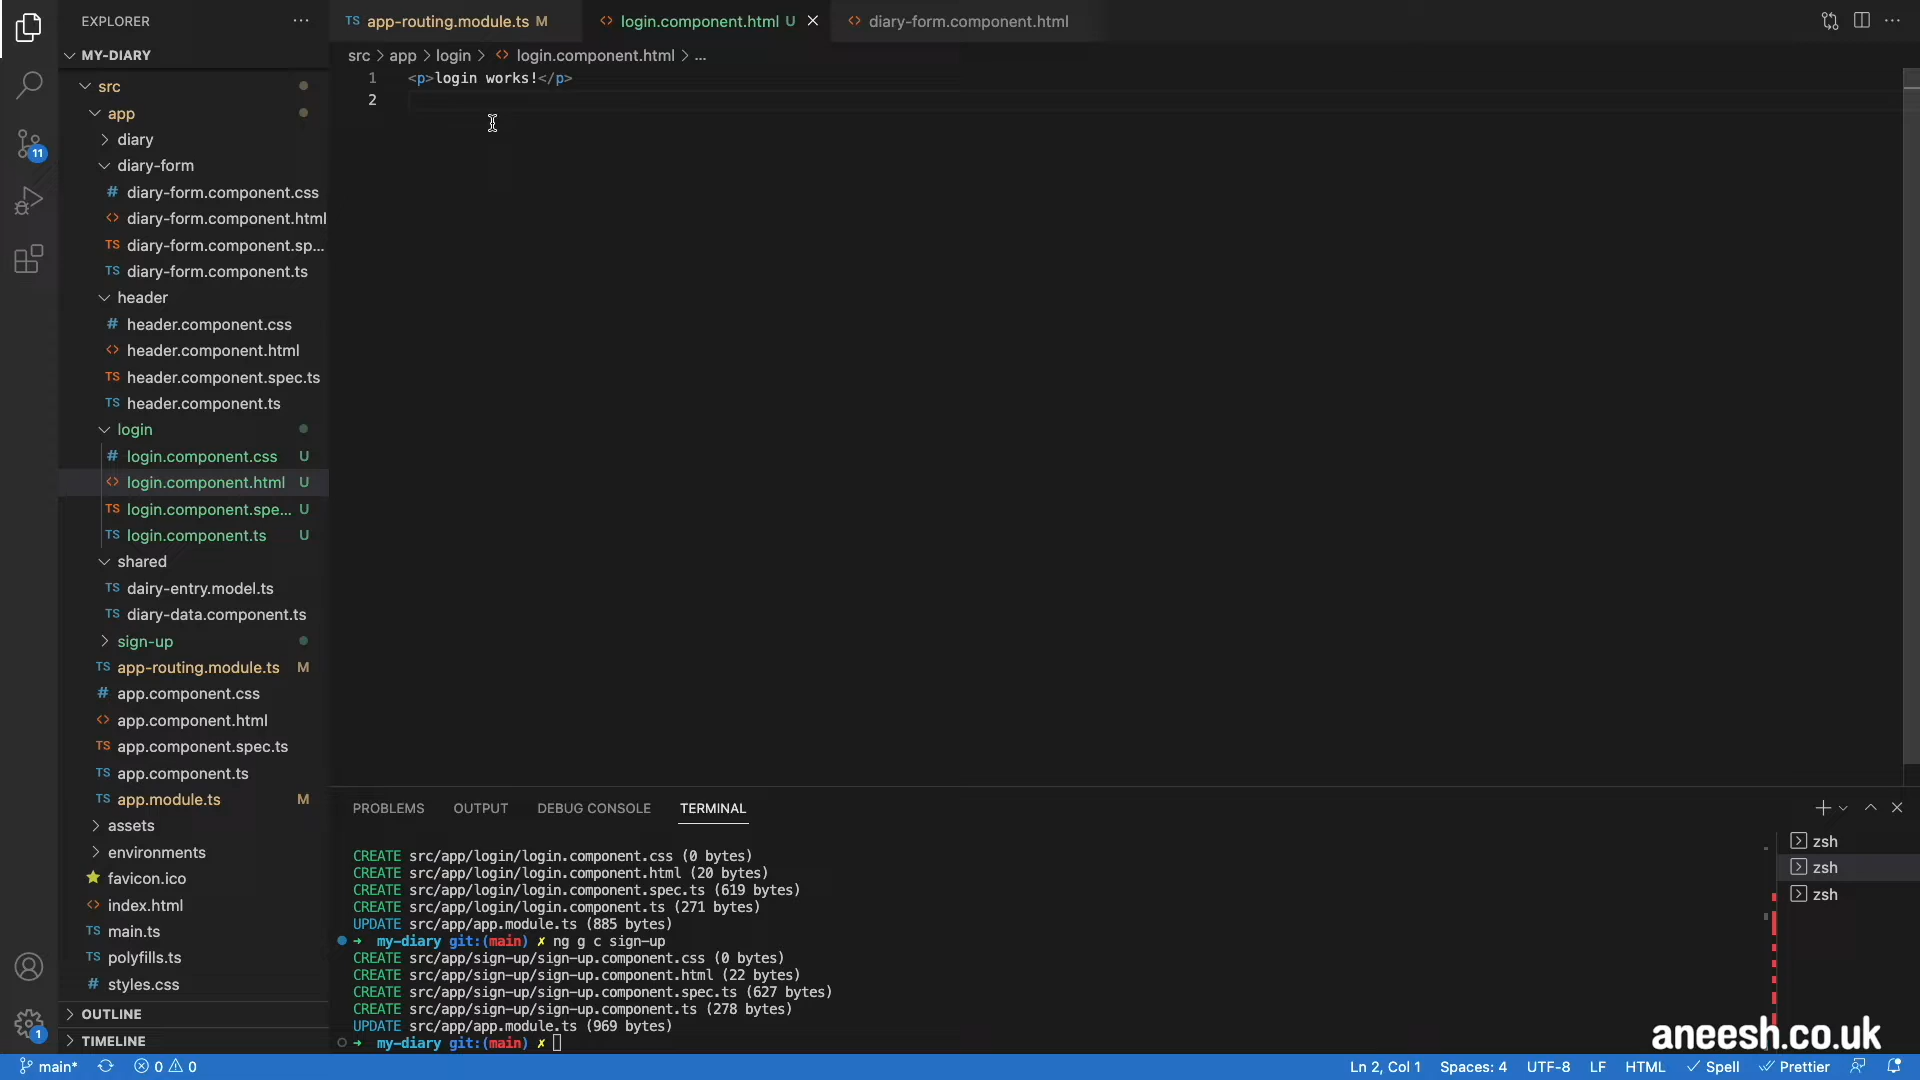 EXPLORER
MY-DIARY
src
app
diary
diary-form
# diary-form.component.css
<> diary-form.component.html
TS diary-form.component.sp...
TS diary-form.component.ts
header
# header.component.css
<> header.component.html
TS header.component.spec.ts
TS header.component.ts
login
# login.component.css U
<> login.component.html U
TS login.component.spe... U
TS login.component.ts U
shared
TS dairy-entry.model.ts
TS diary-data.component.ts
sign-up
TS app-routing.module.ts M
# app.component.css
<> app.component.html
TS app.component.spec.ts
TS app.component.ts
TS app.module.ts M
assets
environments
favicon.ico
<> index.html
TS main.ts
TS polyfills.ts
# styles.css
OUTLINE
TIMELINE
11
1
TS app-routing.module.ts M
<> login.component.html U
<> diary-form.component.html
src > app > login > <> login.component.html > ...
1 <p>login works!</p>
2
PROBLEMS OUTPUT DEBUG CONSOLE TERMINAL
CREATE src/app/login/login.component.css (0 bytes)
CREATE src/app/login/login.component.html (20 bytes)
CREATE src/app/login/login.component.spec.ts (619 bytes)
CREATE src/app/login/login.component.ts (271 bytes)
UPDATE src/app/app.module.ts (885 bytes)
➜ my-diary git:(main) ✗ ng g c sign-up
CREATE src/app/sign-up/sign-up.component.css (0 bytes)
CREATE src/app/sign-up/sign-up.component.html (22 bytes)
CREATE src/app/sign-up/sign-up.component.spec.ts (627 bytes)
CREATE src/app/sign-up/sign-up.component.ts (278 bytes)
UPDATE src/app/app.module.ts (969 bytes)
➜ my-diary git:(main) ✗
zsh
zsh
zsh
aneesh.co.uk
main* 0 0 Ln 2, Col 1 Spaces: 4 UTF-8 LF HTML Spell Prettier